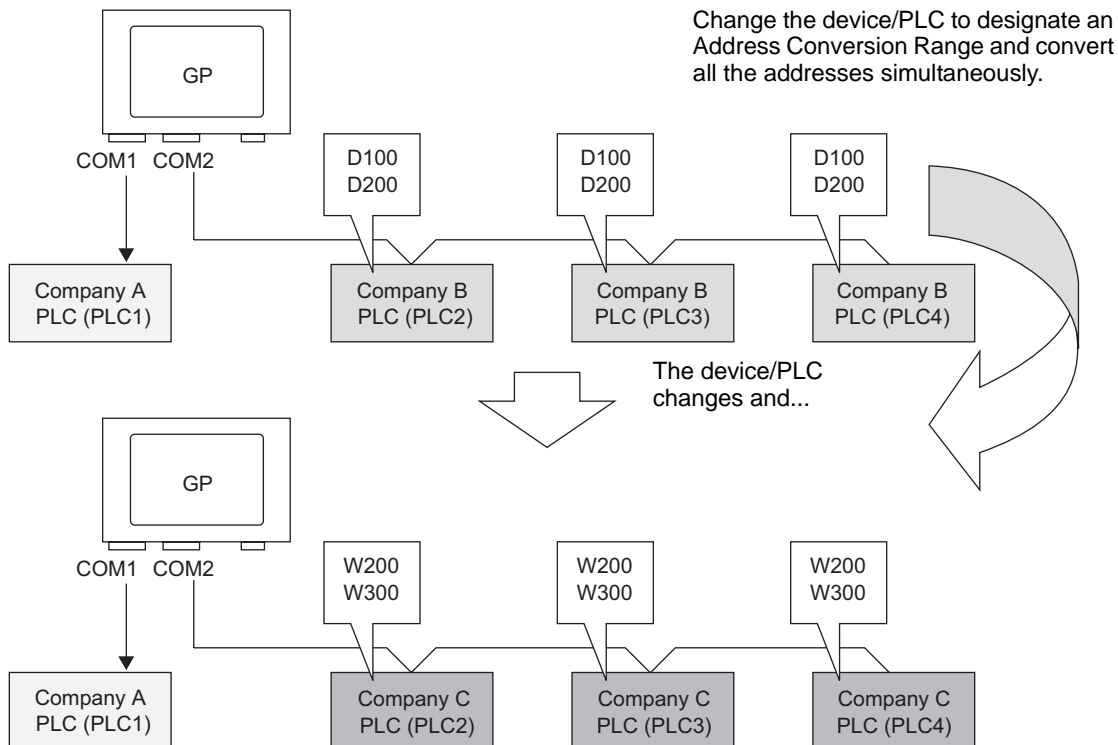 Change the device/PLC to designate an
Address Conversion Range and convert
all the addresses simultaneously.
GP
COM1 COM2
D100
D200
D100
D200
D100
D200
Company A
PLC (PLC1)
Company B
PLC (PLC2)
Company B
PLC (PLC3)
Company B
PLC (PLC4)
The device/PLC
changes and...
GP
COM1 COM2
W200
W300
W200
W300
W200
W300
Company A
PLC (PLC1)
Company C
PLC (PLC2)
Company C
PLC (PLC3)
Company C
PLC (PLC4)